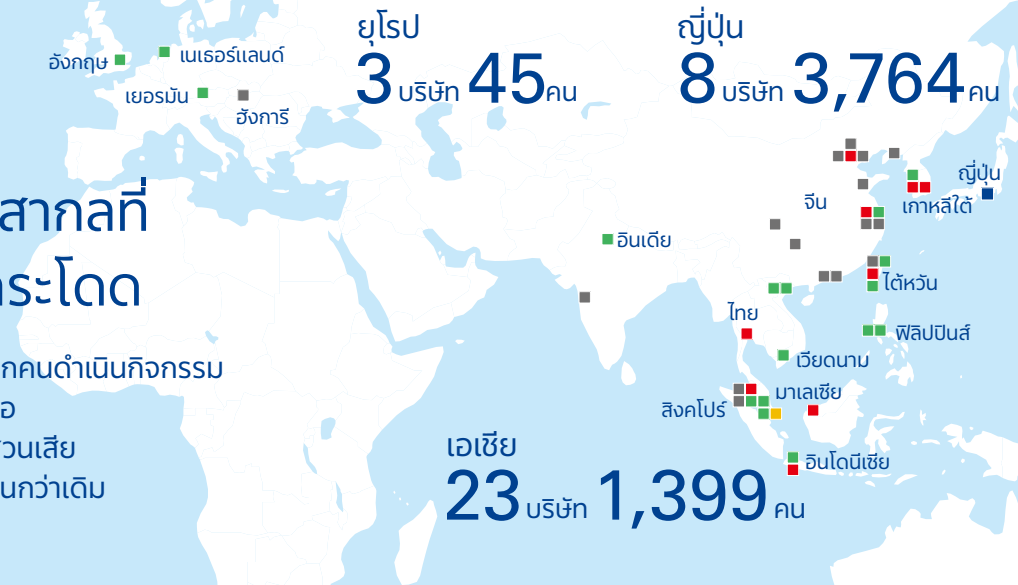 ยุโรป
3 บริษัท 45 คน
ญี่ปุ่น
8 บริษัท 3,764 คน
อังกฤษ
เนเธอร์แลนด์
เยอรมัน
ฮังการี
สากลที่
ระโดด
กคนดำเนินกิจกรรม
อ
วนเสีย
นกว่าเดิม
จีน
ญี่ปุ่น
เกาหลีใต้
อินเดีย
ไต้หวัน
ไทย
ฟิลิปปินส์
เวียดนาม
มาเลเซีย
สิงคโปร์
อินโดนีเซีย
เอเชีย
23 บริษัท 1,399 คน